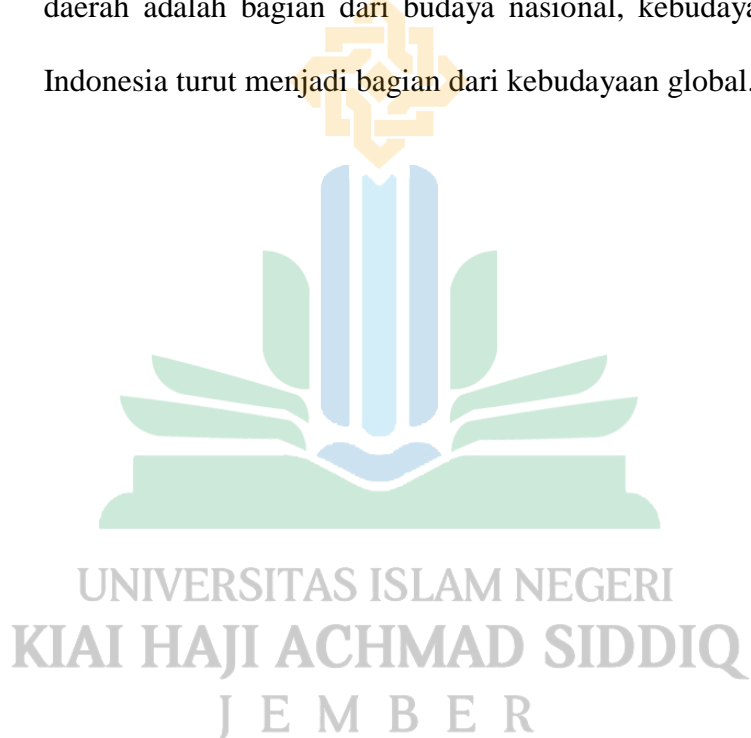 daerah adalah bagian dari budaya nasional, kebudaya
Indonesia turut menjadi bagian dari kebudayaan global.
UNIVERSITAS ISLAM NEGERI
KIAI HAJI ACHMAD SIDDIQ
JEMBER